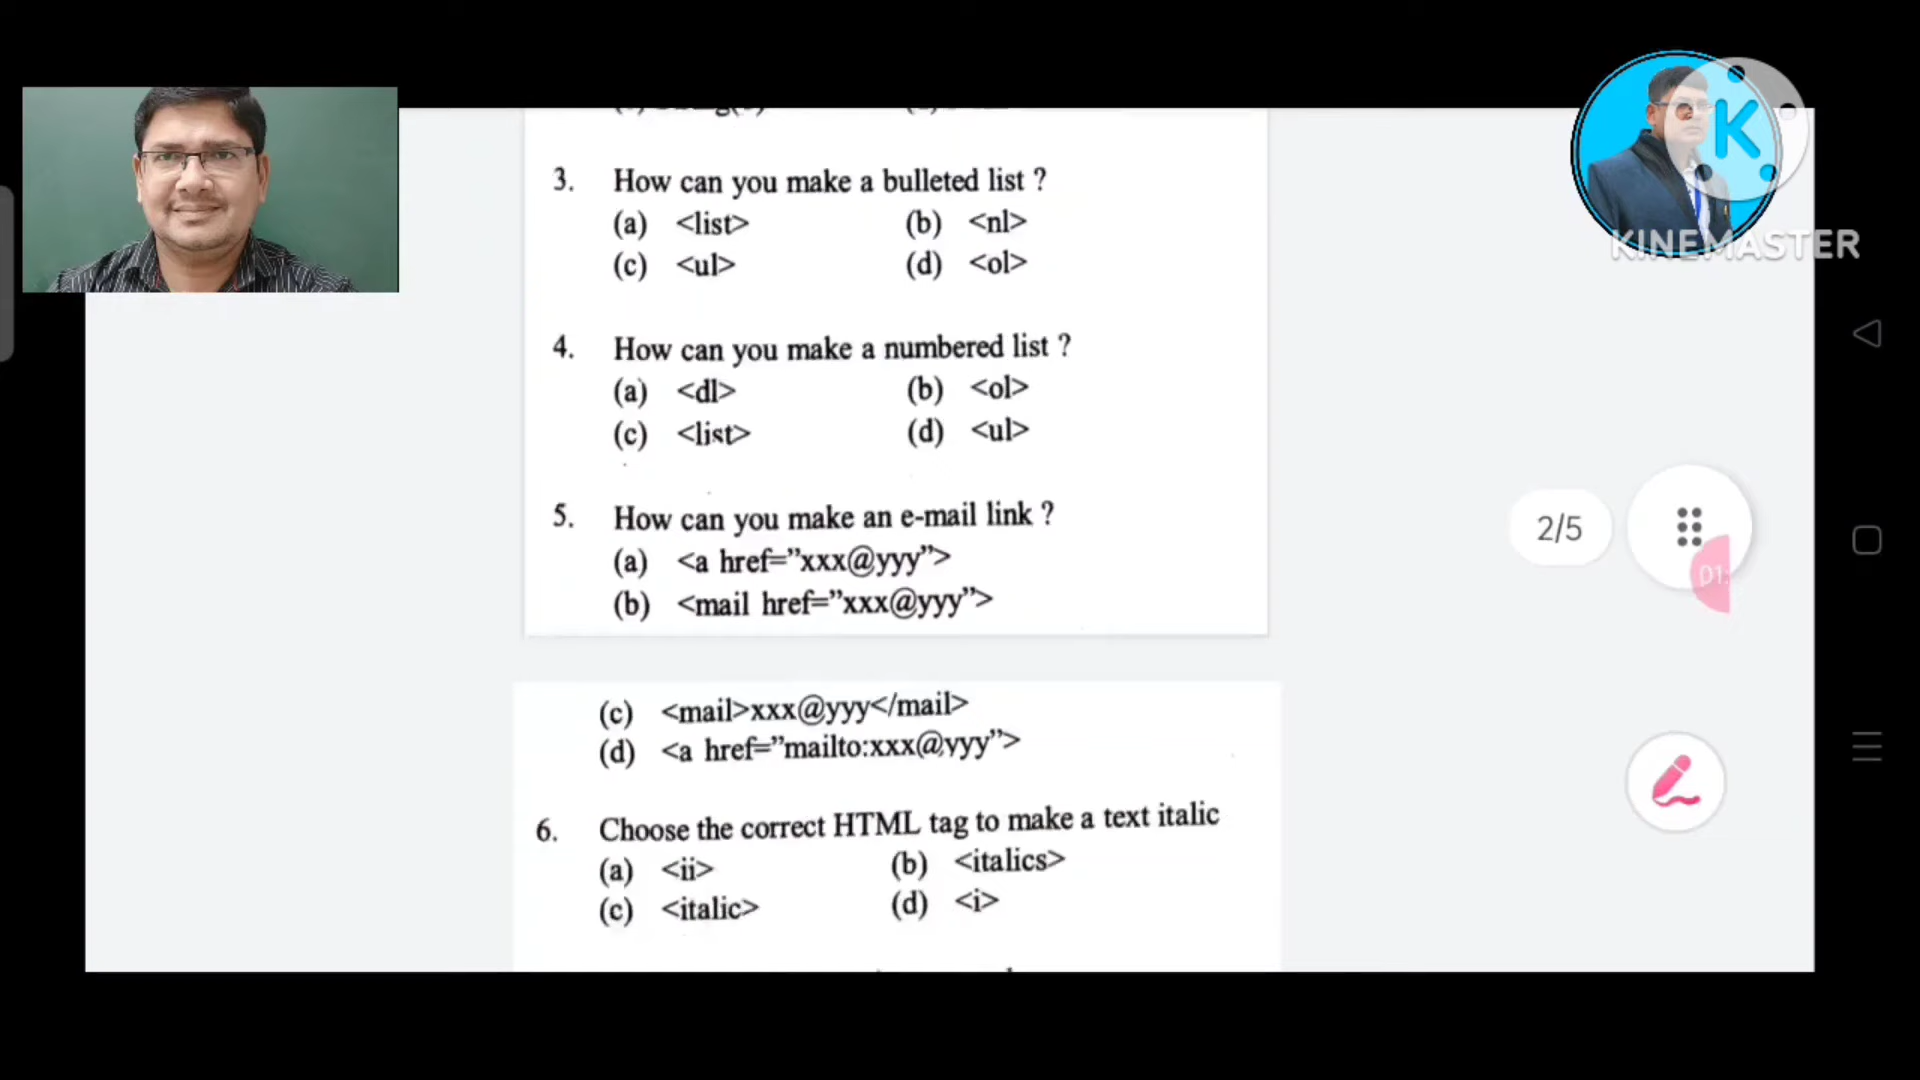 3. How can you make a bulleted list ?
(a) <list> (b) <nl>
(c) <ul> (d) <ol>
4. How can you make a numbered list ?
(a) <dl> (b) <ol>
(c) <list> (d) <ul>
5. How can you make an e-mail link ?
(a) <a href=”xxx@yyy”>
(b) <mail href=”xxx@yyy”>
(c) <mail>xxx@yyy</mail>
(d) <a href=”mailto:xxx@yyy”>
6. Choose the correct HTML tag to make a text italic
(a) <ii> (b) <italics>
(c) <italic> (d) <i>
K
KINEMASTER
2/5
01: